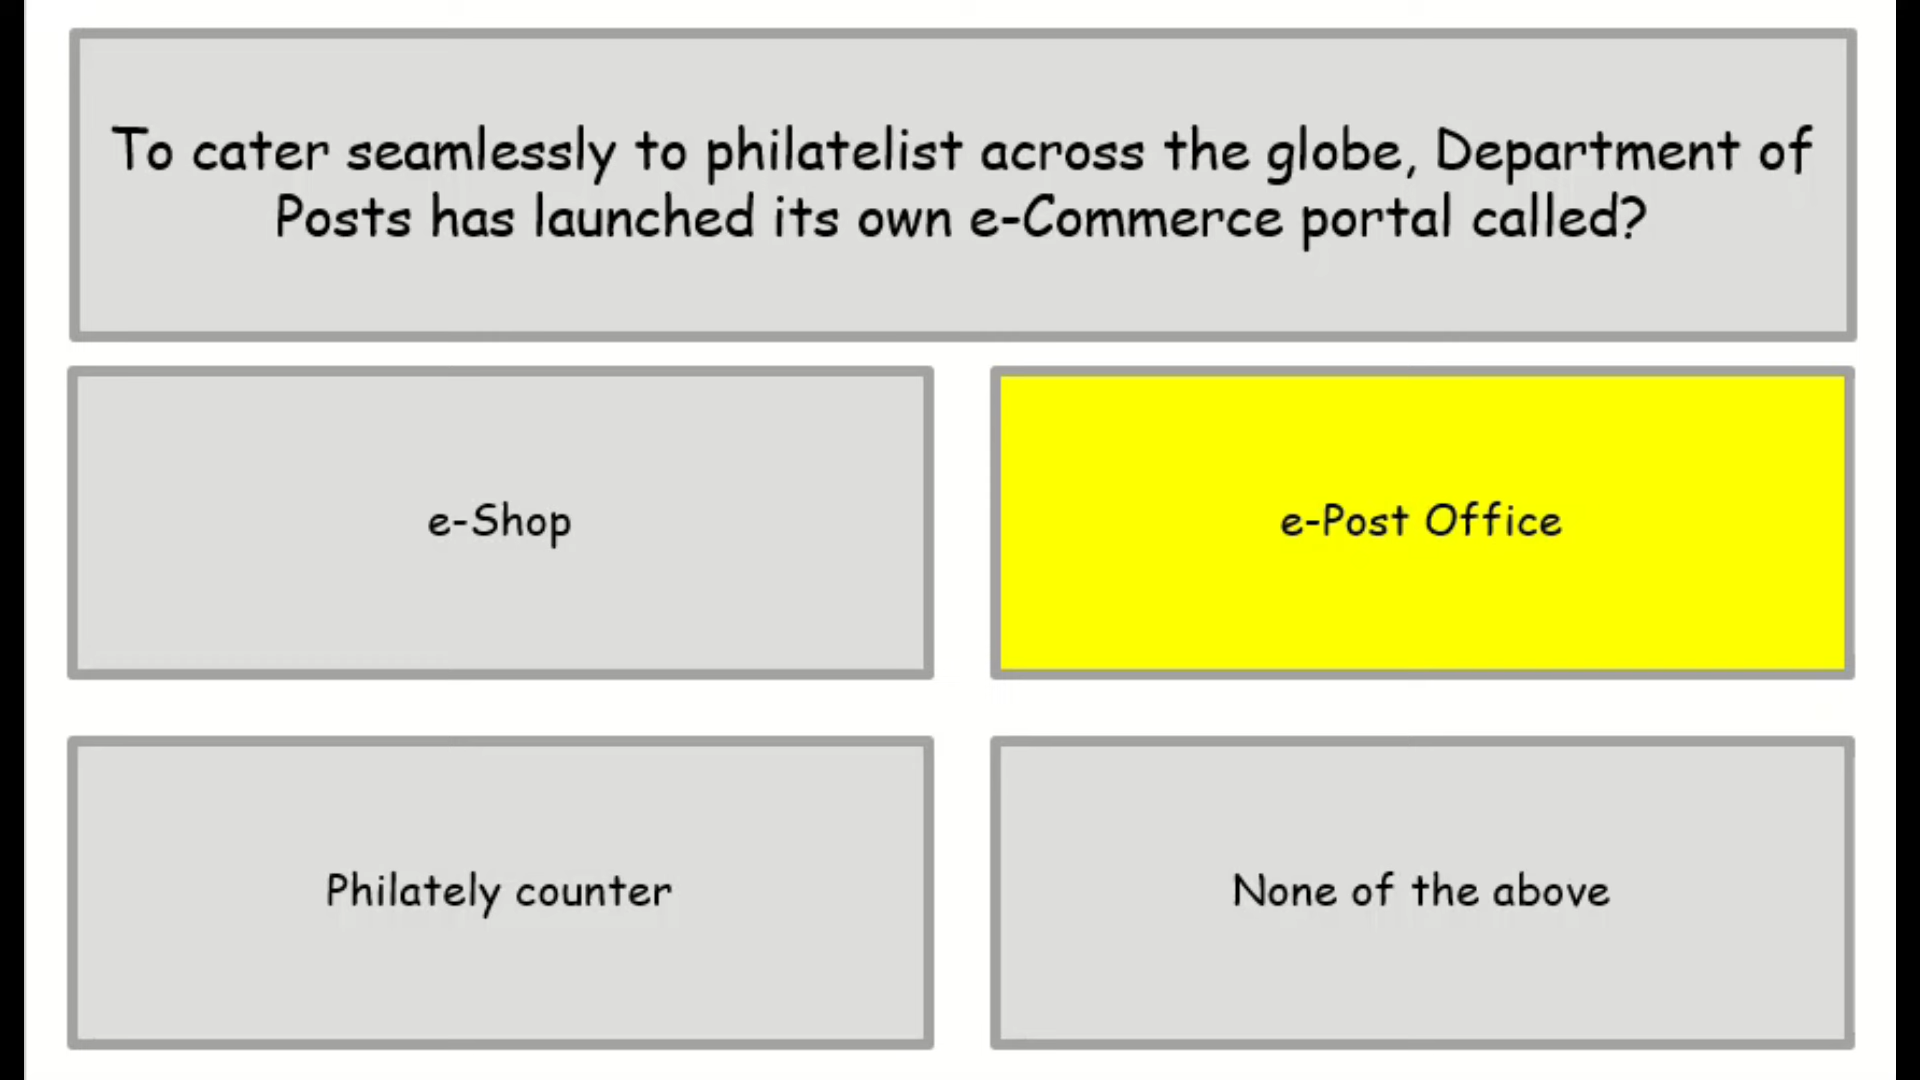 To cater seamlessly to philatelist across the globe, Department of
Posts has launched its own e-Commerce portal called?
e-Shop
e-Post Office
Philately counter
None of the above